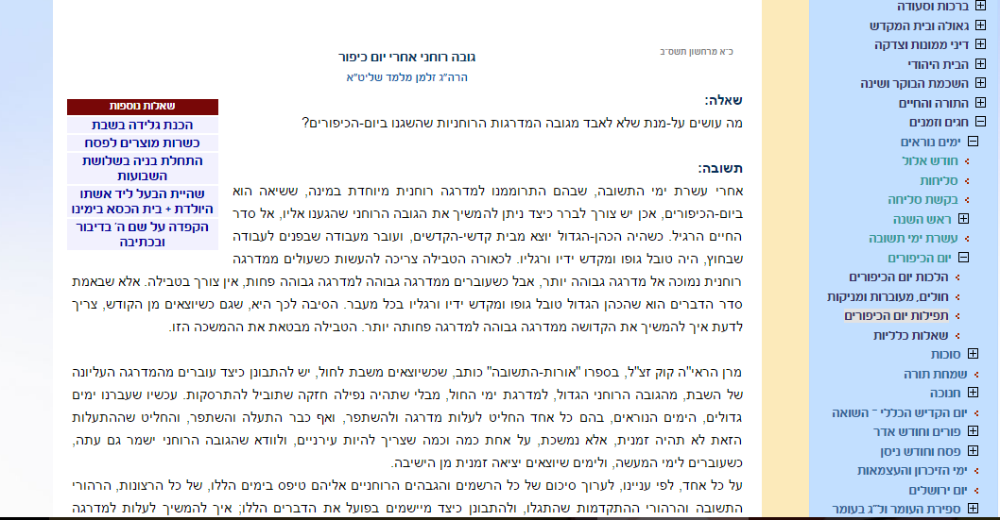 ברכות וסעודה
גאולה ובית המקדש
דיני ממונות וצדקה
הבית היהודי
השכמת הבוקר ושינה
התורה והחיים
חגים וזמנים
ימים נוראים
חודש אלול
סליחות
בקשת סליחה
ראש השנה
עשרת ימי תשובה
יום הכיפורים
הלכות יום הכיפורים
חולים, מעוברות ומניקות
תפילות יום הכיפורים
שאלות כלליות
סוכות
שמחת תורה
חנוכה
יום הקדיש הכללי - השואה
פורים וחודש אדר
פסח וחודש ניסן
ימי הזיכרון והעצמאות
יום ירושלים
ספירת העומר ול"ג בעומר
כ"א מרחשון תשס"ב
גובה רוחני אחרי יום כיפור
הרה"ג זלמן מלמד שליט"א
שאלה:
מה עושים על-מנת שלא לאבד מגובה המדרגות הרוחניות שהשגנו ביום-הכיפורים?
תשובה:
אחרי עשרת ימי התשובה, שבהם התרוממנו למדרגה רוחנית מיוחדת במינה, ששיאה הוא
ביום-הכיפורים, אכן יש צורך לברר כיצד ניתן להמשיך את הגובה הרוחני שהגענו אליו, אל סדר
החיים הרגיל. כשהיה הכהן-הגדול יוצא מבית קדשי-הקדשים, ועובר מעבודה שבפנים לעבודה
שבחוץ, היה טובל גופו ומקדש ידיו ורגליו. לכאורה הטבילה צריכה להעשות כשעולים ממדרגה
רוחנית נמוכה אל מדרגה גבוהה יותר, אבל כשעוברים ממדרגה גבוהה למדרגה גבוהה פחות, אין צורך בטבילה. אלא שבאמת
סדר הדברים הוא שהכהן הגדול טובל גופו ומקדש ידיו ורגליו בכל מעבר. הסיבה לכך היא, שגם כשיוצאים מן הקודש, צריך
לדעת איך להמשיך את הקדושה ממדרגה גבוהה למדרגה פחותה יותר. הטבילה מבטאת את ההמשכה הזו.
מרן הראי"ה קוק זצ"ל, בספרו "אורות-התשובה" כותב, שכשיוצאים משבת לחול, יש להתבונן כיצד עוברים מהמדרגה העליונה
של השבת, מהגובה הרוחני הגדול, למדרגת ימי החול, מבלי שתהיה נפילה חזקה שתוביל להתרסקות. עכשיו שעברנו ימים
גדולים, הימים הנוראים, בהם כל אחד החליט לעלות מדרגה ולהשתפר, ואף כבר התעלה והשתפר, והחליט שההתעלות
הזאת לא תהיה זמנית, אלא נמשכת, על אחת כמה וכמה שצריך להיות עירניים, ולוודא שהגובה הרוחני ישמר גם עתה,
כשעוברים לימי המעשה, ולימים שיוצאים יציאה זמנית מן הישיבה.
על כל אחד, לפי עניינו, לערוך סיכום של כל הרשמים והגבהים הרוחניים אליהם טיפס בימים הללו, של כל הרצונות, הרהורי
התשובה והרהורי ההתקדמות שהתגלו, ולהתבונן כיצד מיישמים בפועל את הדברים הללו; איך להמשיך לעלות למדרגה
שאלות נוספות
הכנת גלידה בשבת
כשרות מוצרים לפסח
התחלת בניה בשלושת
השבועות
שהיית הבעל ליד אשתו
היולדת + בית הכסא בימינו
הקפדה על שם ה' בדיבור
ובכתיבה